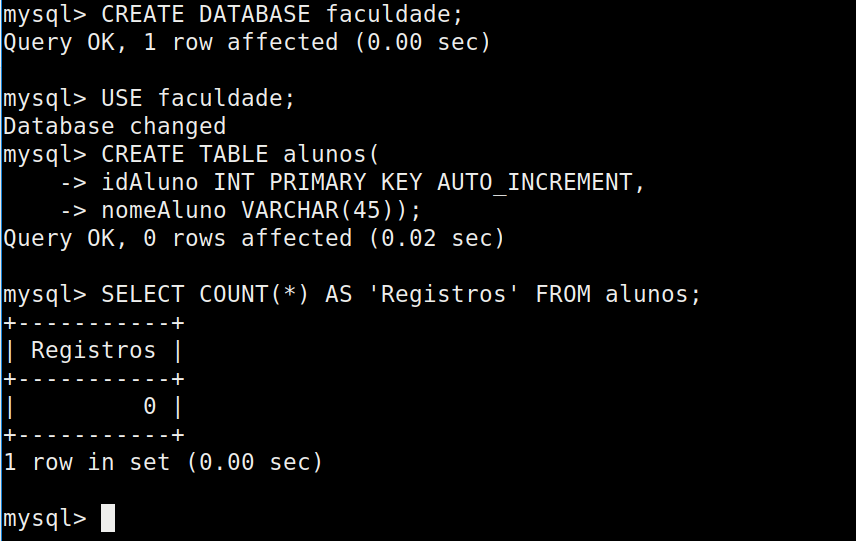 mysql> CREATE DATABASE faculdade;
Query OK, 1 row affected (0.00 sec)

mysql> USE faculdade;
Database changed
mysql> CREATE TABLE alunos(
    -> idAluno INT PRIMARY KEY AUTO_INCREMENT,
    -> nomeAluno VARCHAR(45));
Query OK, 0 rows affected (0.02 sec)

mysql> SELECT COUNT(*) AS 'Registros' FROM alunos;
+-----------+
| Registros |
+-----------+
|         0 |
+-----------+
1 row in set (0.00 sec)

mysql>